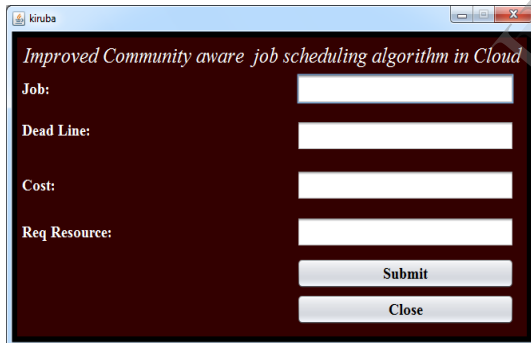 kiruba
Improved Community aware job scheduling algorithm in Cloud
Job:
Dead Line:
Cost:
Req Resource:
Submit
Close